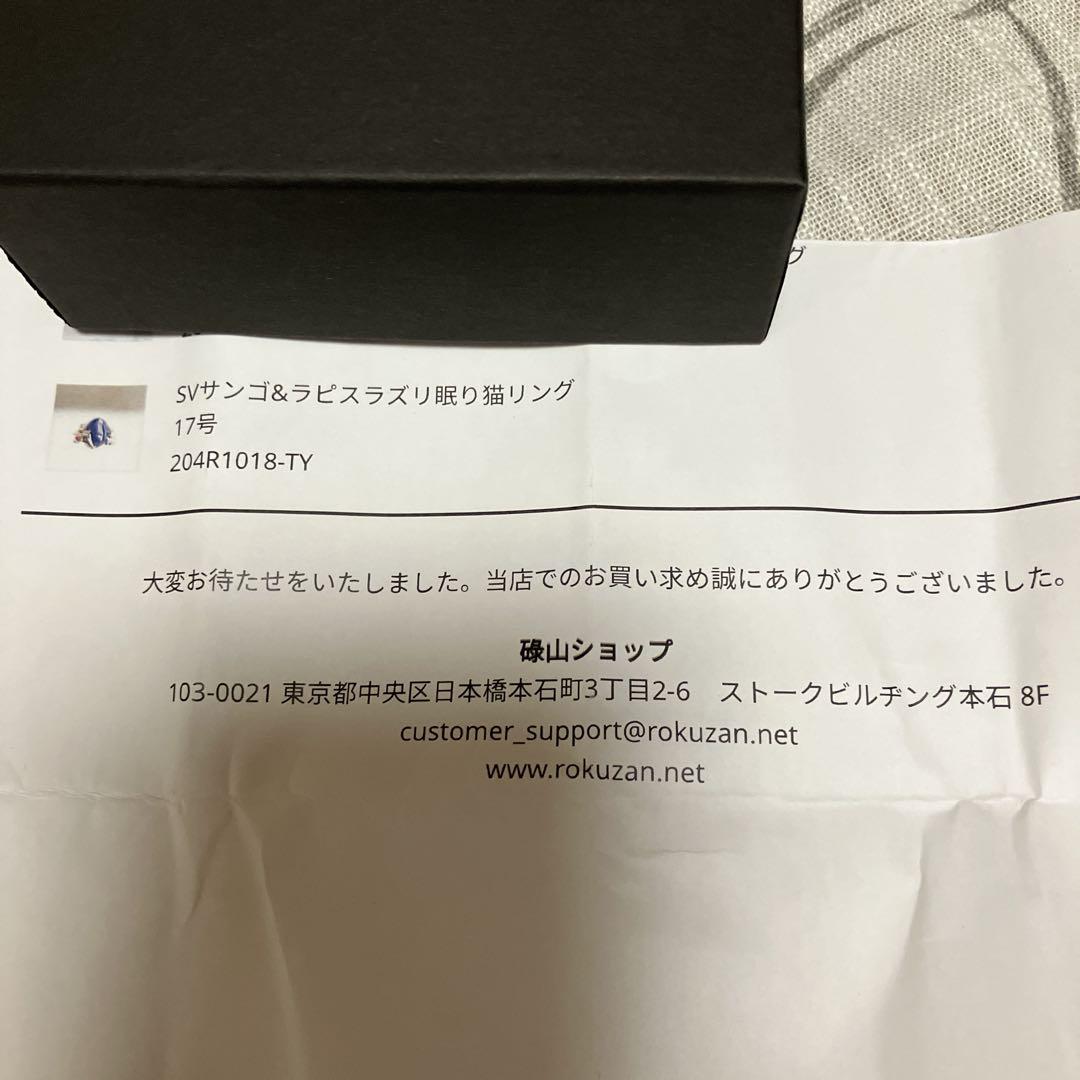 グ
SVサンゴ&ラピスラズリ眠り猫リング
17号
204R1018-TY
大変お待たせをいたしました。当店でのお買い求め誠にありがとうございました。
碌山ショップ
103-0021 東京都中央区日本橋本石町3丁目2-6　ストークビルヂング本石 8F
customer_support@rokuzan.net
www.rokuzan.net